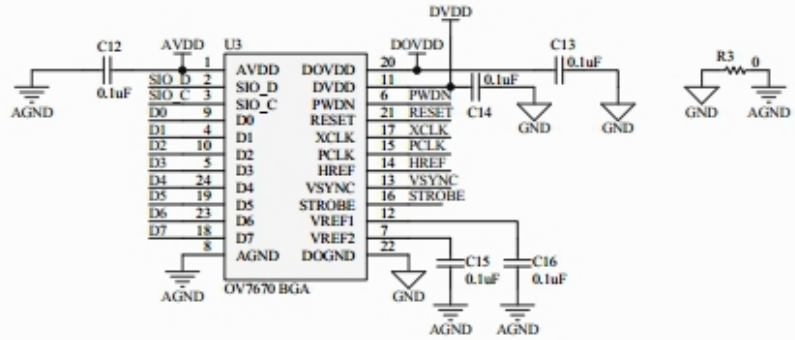 DVDD
C12 AVDD U3 DOVDD C13
1 20 R3 0
AVDD DOVDD 0.1uF 0.1uF
SIO_D 2 SIO_D DVDD 11
0.1uF SIO_C 3 SIO_C PWDN 6 PWDN
AGND D0 9 D0 RESET 21 RESET C14 GND GND GND AGND
D1 4 D1 XCLK 17 XCLK
D2 10 D2 PCLK 15 PCLK
D3 5 D3 HREF 14 HREF
D4 24 D4 VSYNC 13 VSYNC
D5 19 D5 STROBE 16 STROBE
D6 23 D6 VREF1 12
D7 18 D7 VREF2 7
8 AGND DOGND 22 C15 C16
0.1uF 0.1uF
AGND OV7670 BGA GND
AGND AGND